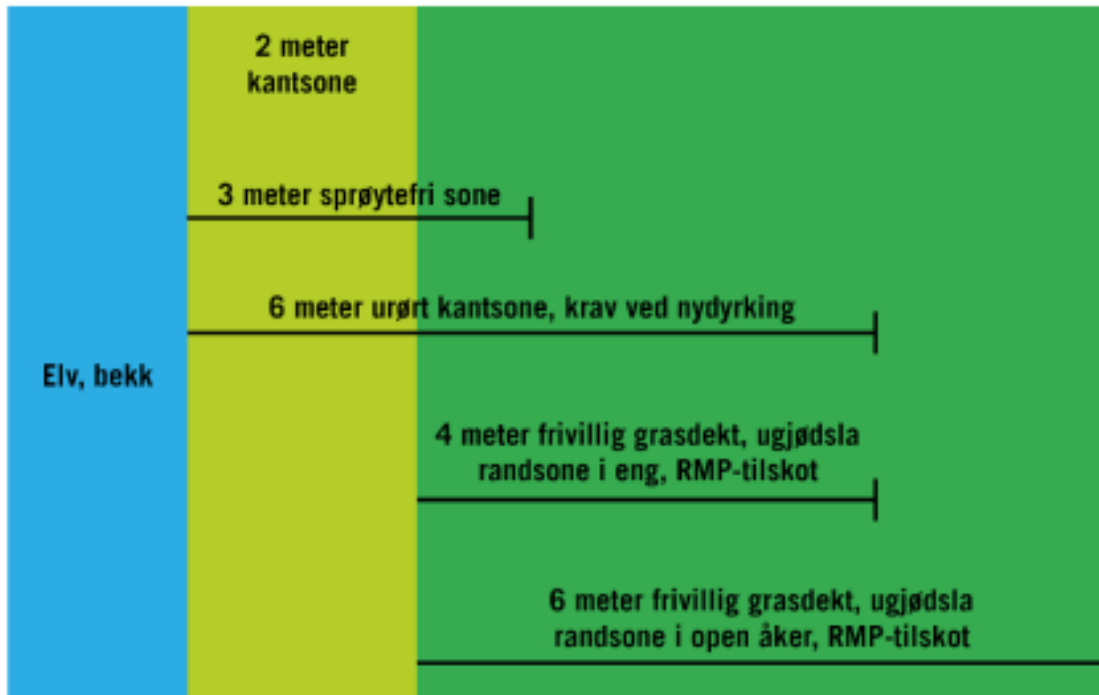 2 meter
kantsone
3 meter sprøytefri sone
6 meter urørt kantsone, krav ved nydyrking
Elv, bekk
4 meter frivillig grasdekt, ugjødsla
randsone i eng, RMP-tilskot
6 meter frivillig grasdekt, ugjødsla
randsone i open åker, RMP-tilskot